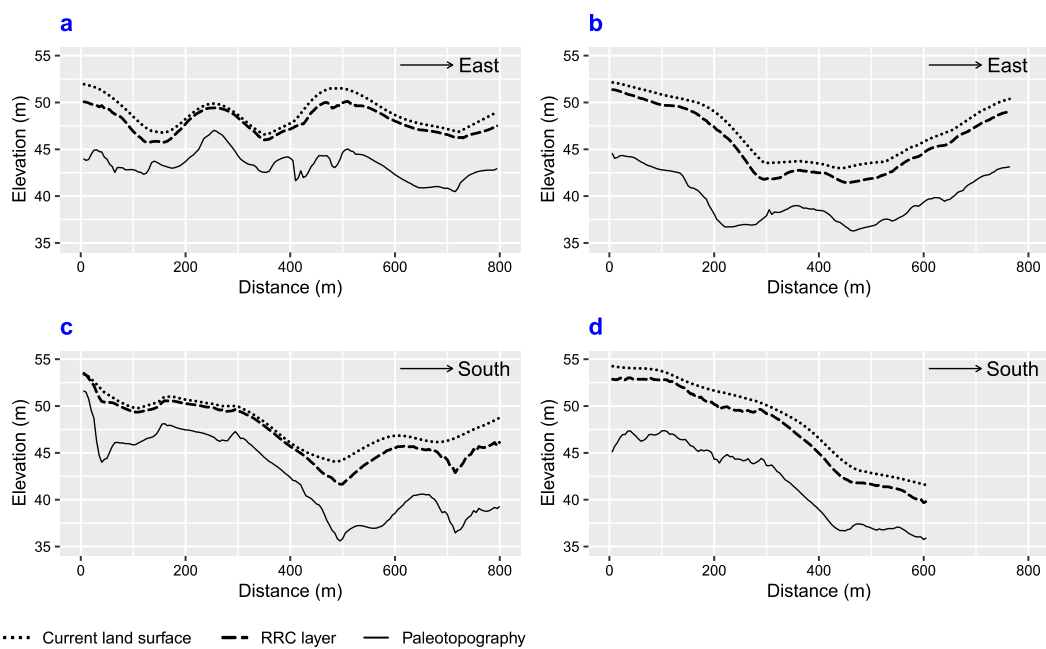 a
55
50
45
40
35
Elevation (m)
East
0 200 400 600 800
Distance (m)
b
55
50
45
40
35
Elevation (m)
East
0 200 400 600 800
Distance (m)
c
55
50
45
40
35
Elevation (m)
South
0 200 400 600 800
Distance (m)
d
55
50
45
40
35
Elevation (m)
South
0 200 400 600 800
Distance (m)
Current land surface RRC layer Paleotopography